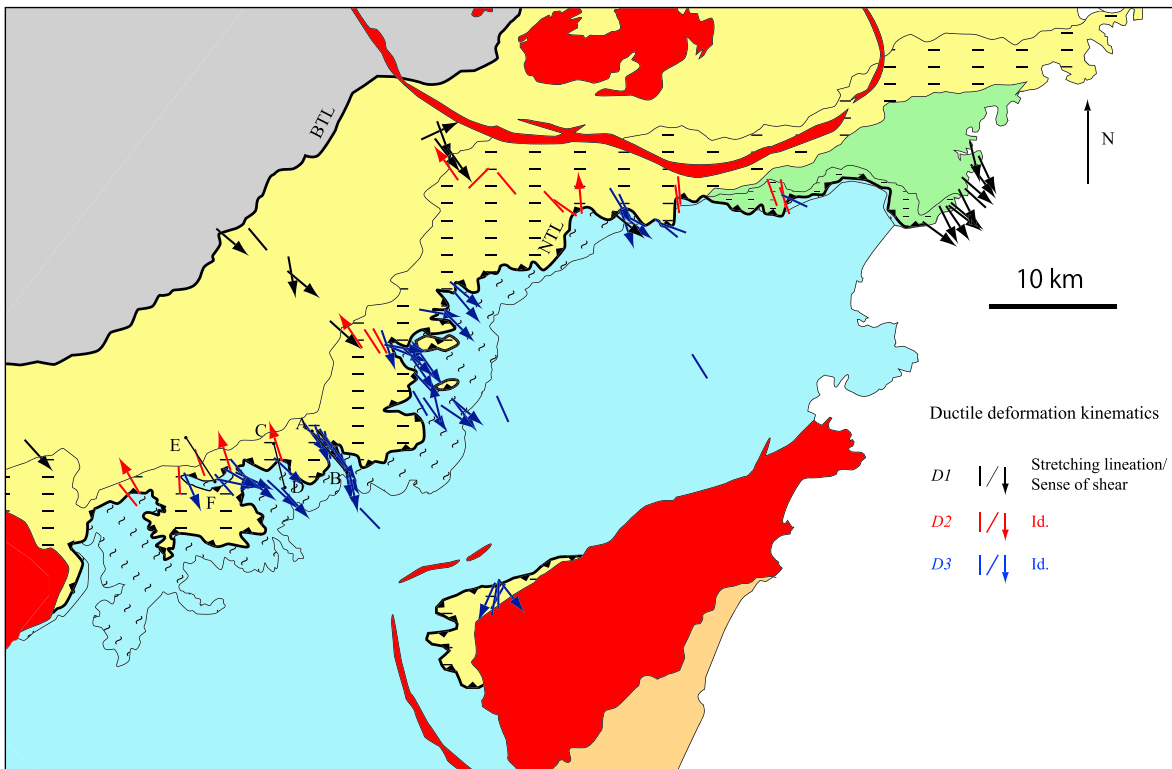 BTL
N
NTL
10 km
Ductile deformation kinematics
D1 Stretching lineation/
Sense of shear
D2 Id.
D3 Id.
A
C
E
B
D
F